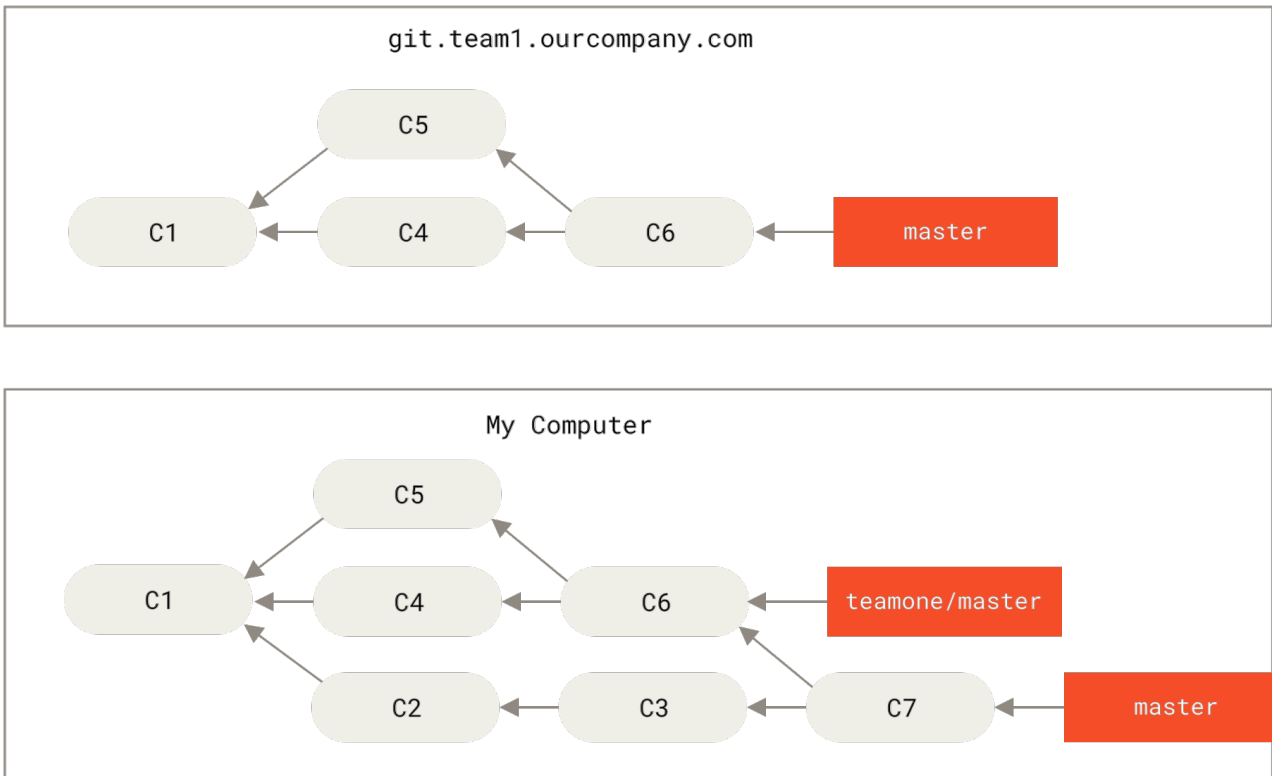 git.team1.ourcompany.com
C5
C1
C4
C6
master
My Computer
C5
C1
C4
C6
teamone/master
C2
C3
C7
master